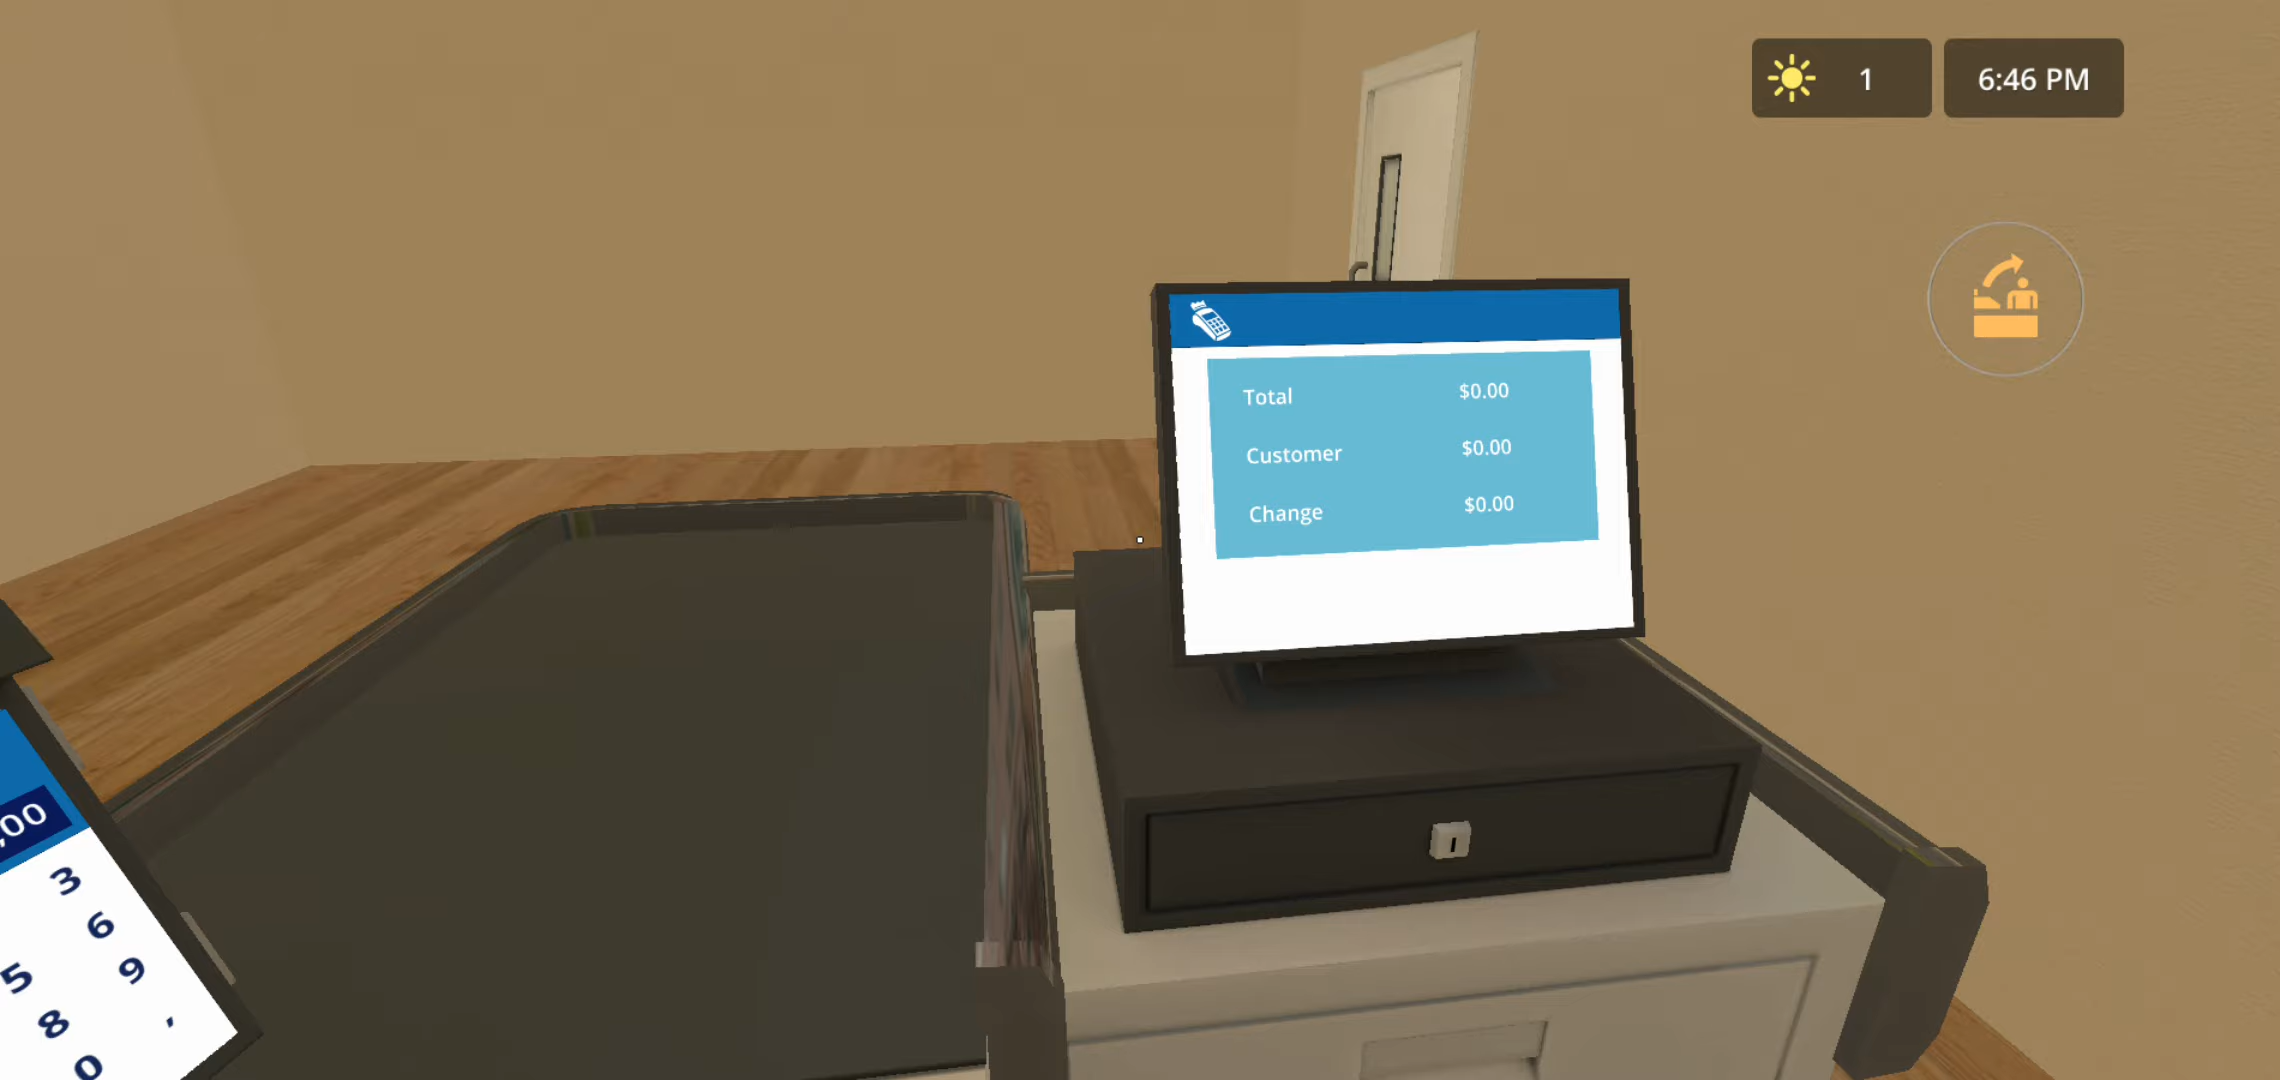 1
6:46 PM
Total $0.00
Customer $0.00
Change $0.00
,00
3
6
5 9
8 ,
0